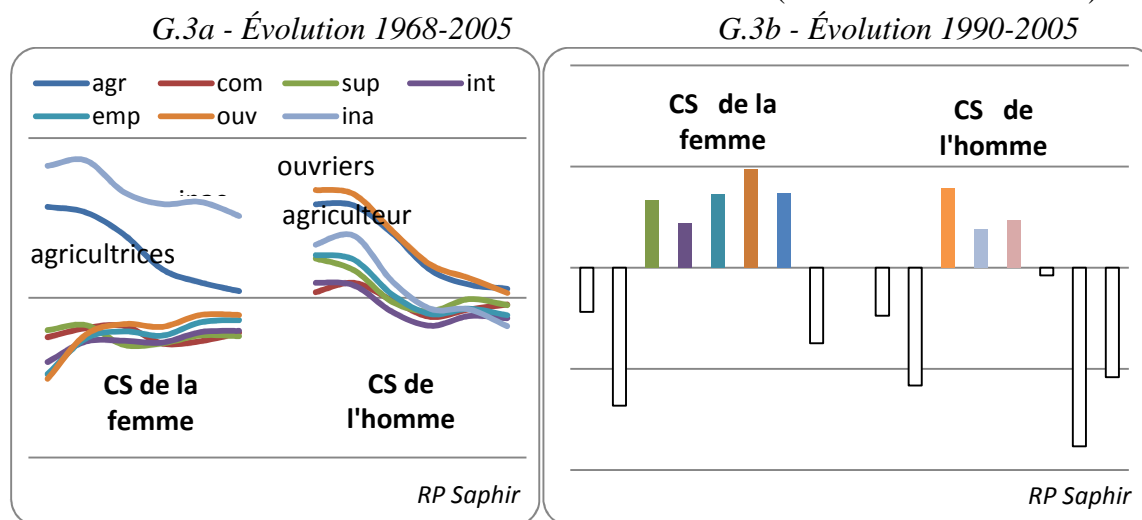 G.3a - Évolution 1968-2005
G.3b - Évolution 1990-2005
agr com sup int
emp ouv ina
ouvriers
agriculteur
agricultrices
CS de la
femme
CS de
l'homme
RP Saphir
CS de la
femme
CS de
l'homme
RP Saphir